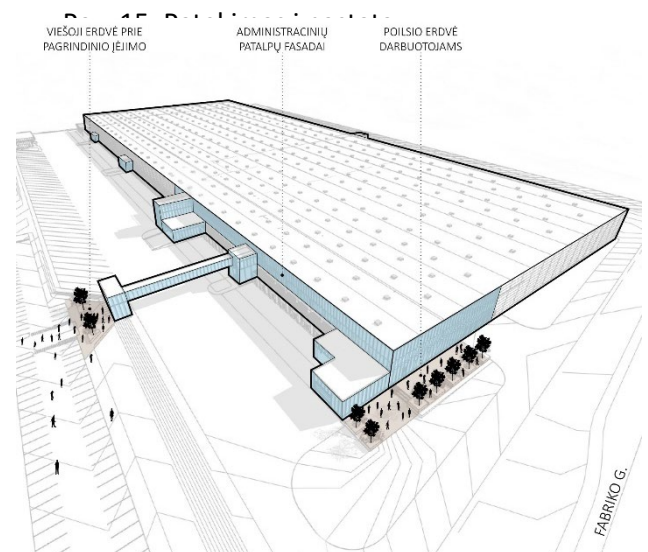 VIEŠOJI ERDVĖ PRIE
PAGRINDINIO ĮĖJIMO
ADMINISTRACINIŲ
PATALPŲ FASADAI
POILSIO ERDVĖ
DARBUOTOJAMS
FABRIKO G.